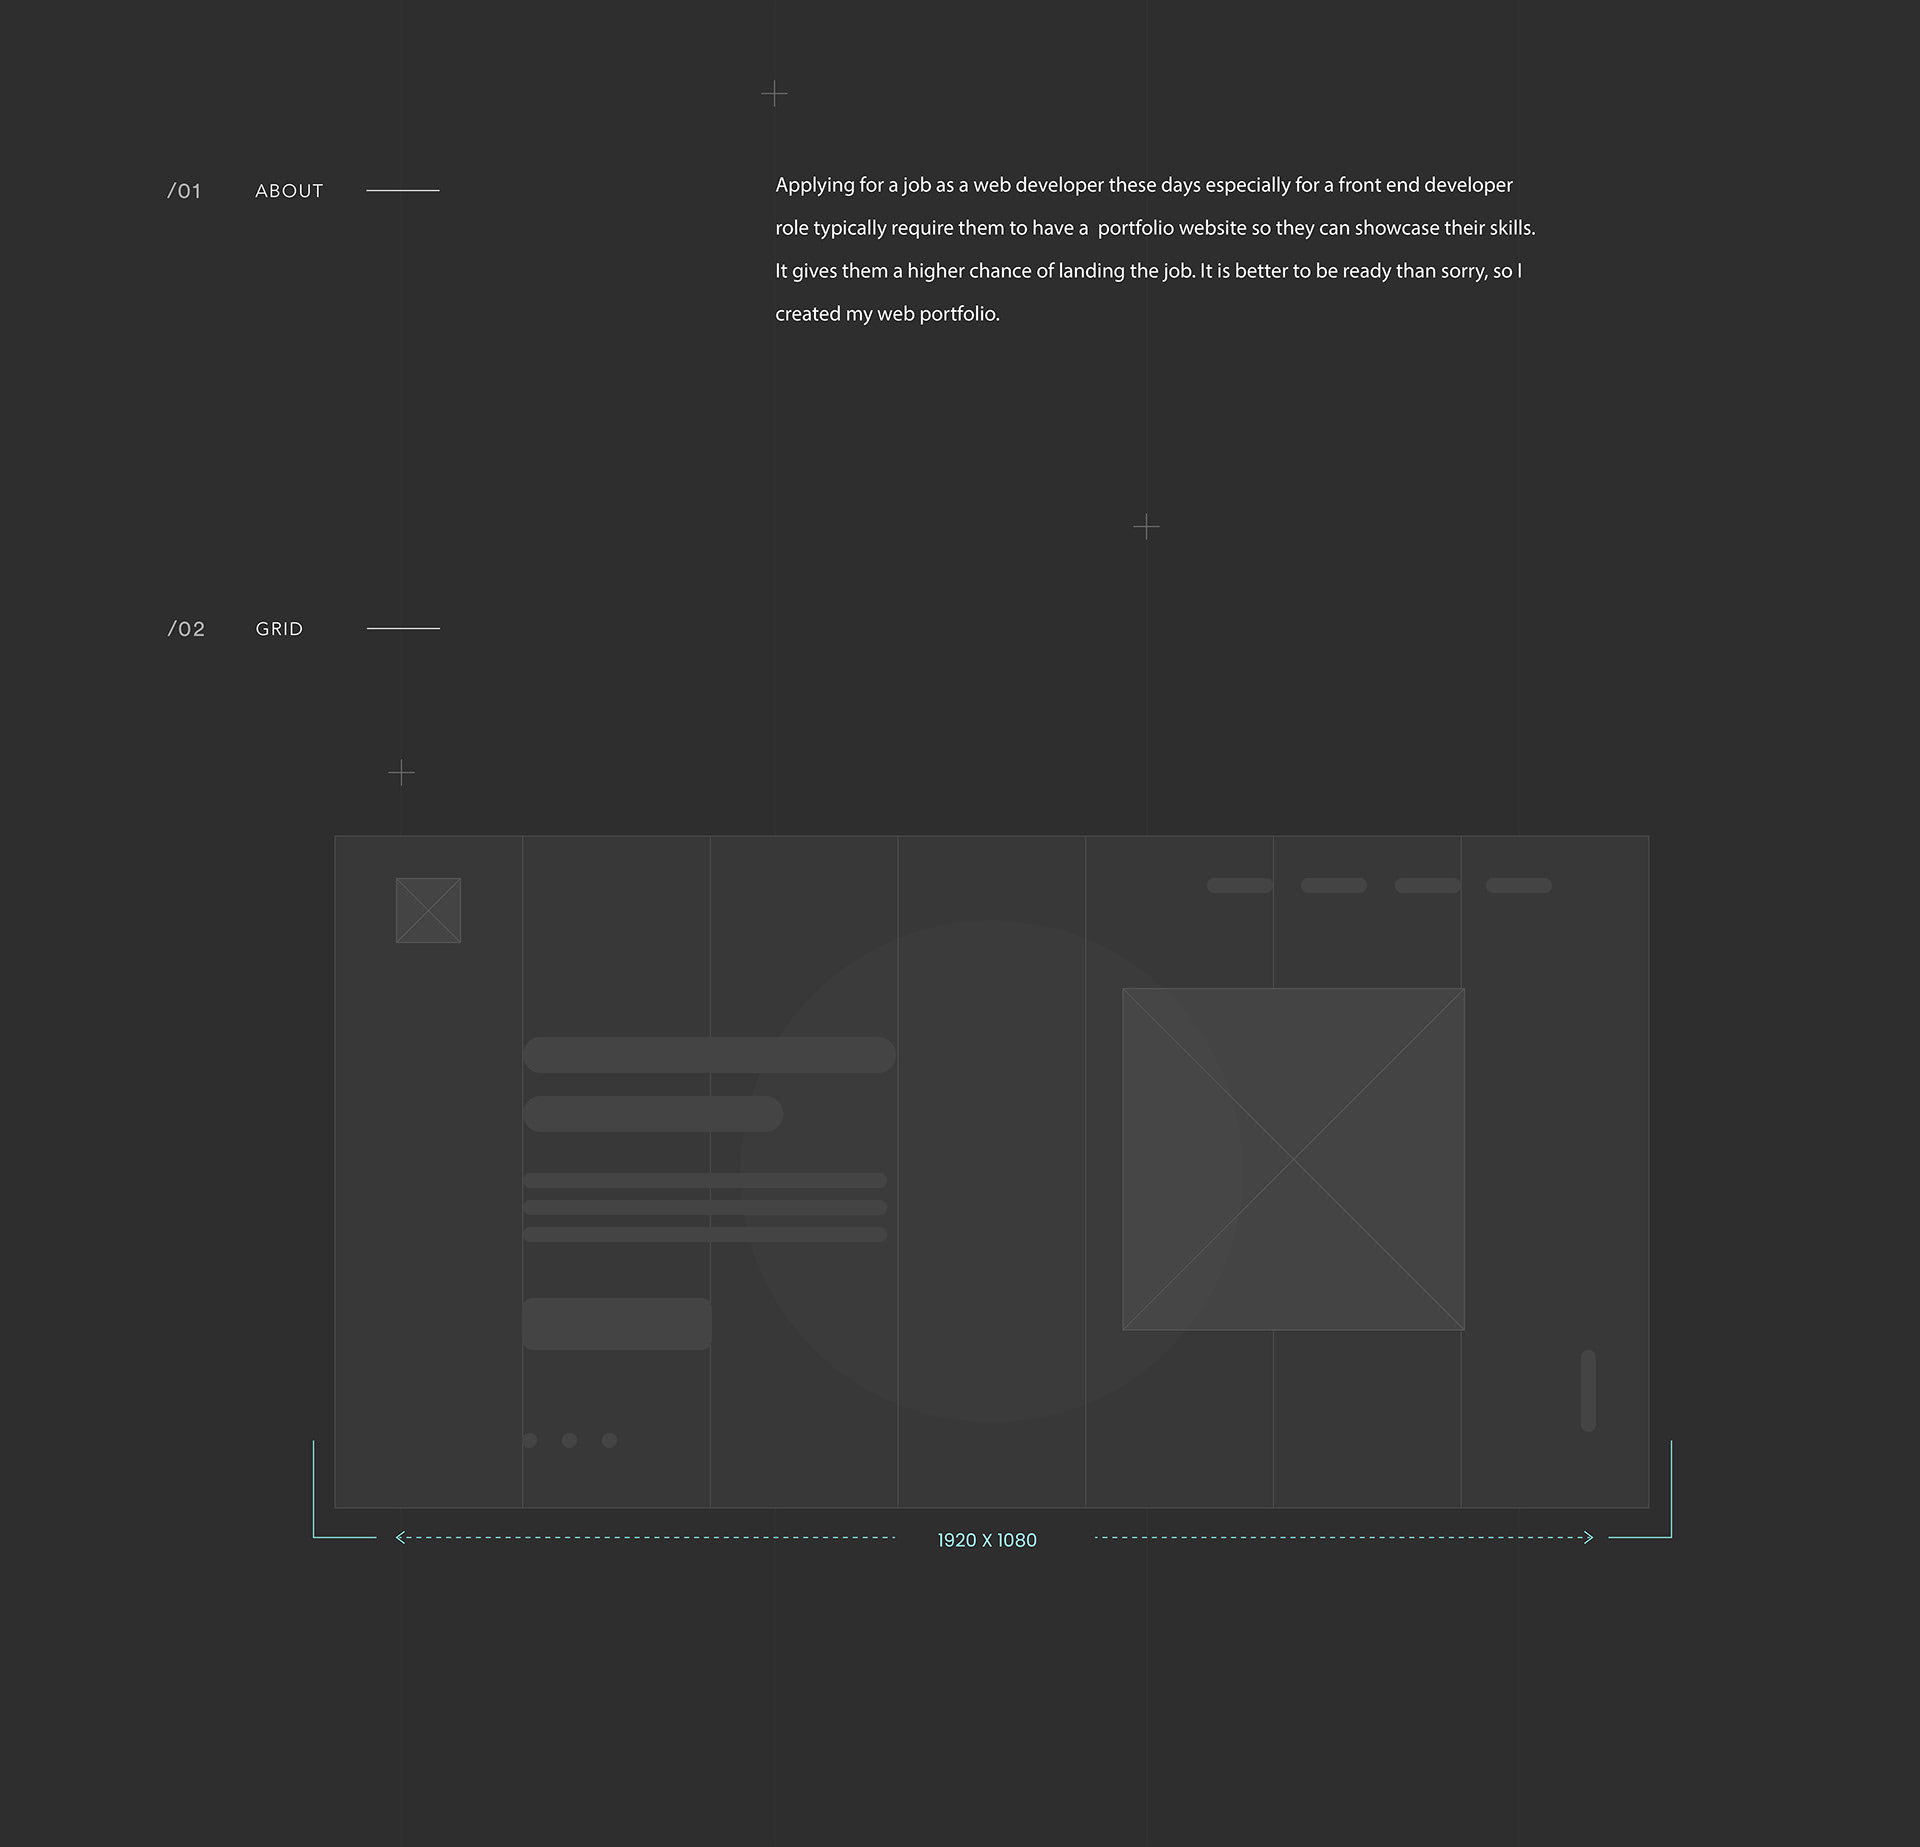 /01 ABOUT
Applying for a job as a web developer these days especially for a front end developer
role typically require them to have a  portfolio website so they can showcase their skills.
It gives them a higher chance of landing the job. It is better to be ready than sorry, so I
created my web portfolio.
/02 GRID
1920 X 1080